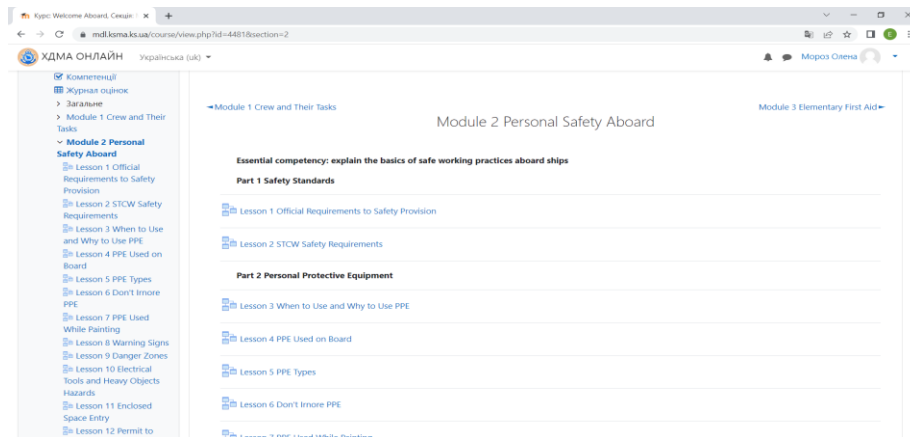 Курс: Welcome Aboard, Секція:
mdl.ksma.ks.ua/course/view.php?id=4481&section=2
ХДМА ОНЛАЙН Українська (uk)
Мороз Олена
Компетенції
Журнал оцінок
Загальне
Module 1 Crew and Their
Tasks
Module 2 Personal
Safety Aboard
Lesson 1 Official
Requirements to Safety
Provision
Lesson 2 STCW Safety
Requirements
Lesson 3 When to Use
and Why to Use PPE
Lesson 4 PPE Used on
Board
Lesson 5 PPE Types
Lesson 6 Don't Irnore
PPE
Lesson 7 PPE Used
While Painting
Lesson 8 Warning Signs
Lesson 9 Danger Zones
Lesson 10 Electrical
Tools and Heavy Objects
Hazards
Lesson 11 Enclosed
Space Entry
Lesson 12 Permit to
◄Module 1 Crew and Their Tasks
Module 3 Elementary First Aid►
Module 2 Personal Safety Aboard
Essential competency: explain the basics of safe working practices aboard ships
Part 1 Safety Standards
Lesson 1 Official Requirements to Safety Provision
Lesson 2 STCW Safety Requirements
Part 2 Personal Protective Equipment
Lesson 3 When to Use and Why to Use PPE
Lesson 4 PPE Used on Board
Lesson 5 PPE Types
Lesson 6 Don't Irnore PPE
Lesson 7 PPE Used While Painting